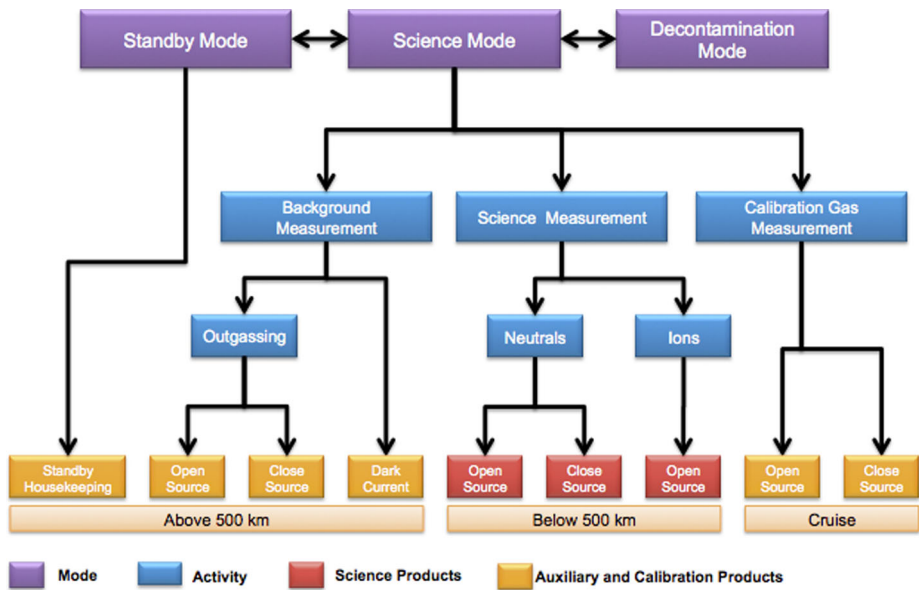 Standby Mode
Science Mode
Decontamination
Mode
Background
Measurement
Science Measurement
Calibration Gas
Measurement
Outgassing
Neutrals
Ions
Standby
Housekeeping
Open
Source
Close
Source
Dark
Current
Open
Source
Close
Source
Open
Source
Open
Source
Close
Source
Above 500 km
Below 500 km
Cruise
Mode
Activity
Science Products
Auxiliary and Calibration Products